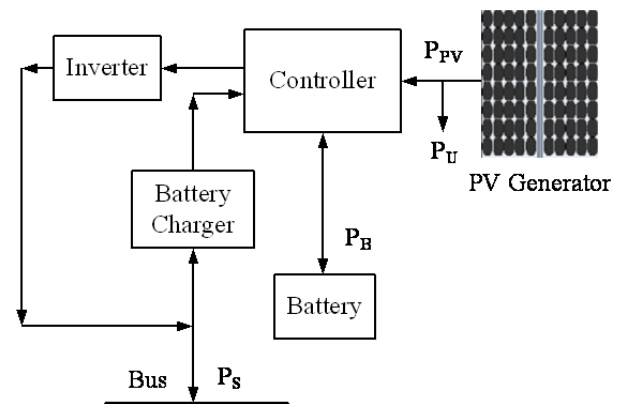 Inverter
Controller
P_PV
P_U
PV Generator
Battery
Charger
P_B
Battery
Bus
P_S